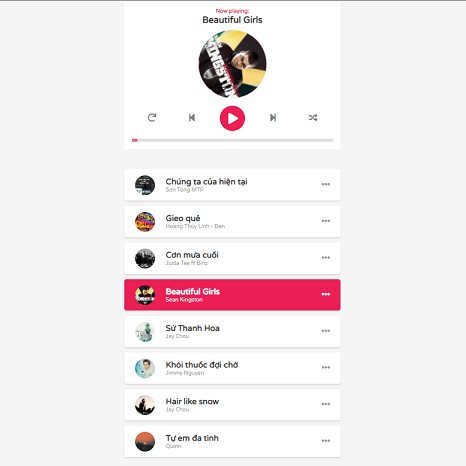 Now playing:
Beautiful Girls
KINGSTON
Chúng ta của hiện tại
Sơn Tùng MTP
Gieo quẻ
Hoàng Thùy Linh - Đen
Cơn mưa cuối
Justa Tee ft Binz
Beautiful Girls
Sean Kingston
Sứ Thanh Hoa
Jay Chou
Khói thuốc đợi chờ
Jimmy Nguyen
Hair like snow
Jay Chou
Tự em đa tình
Quinn